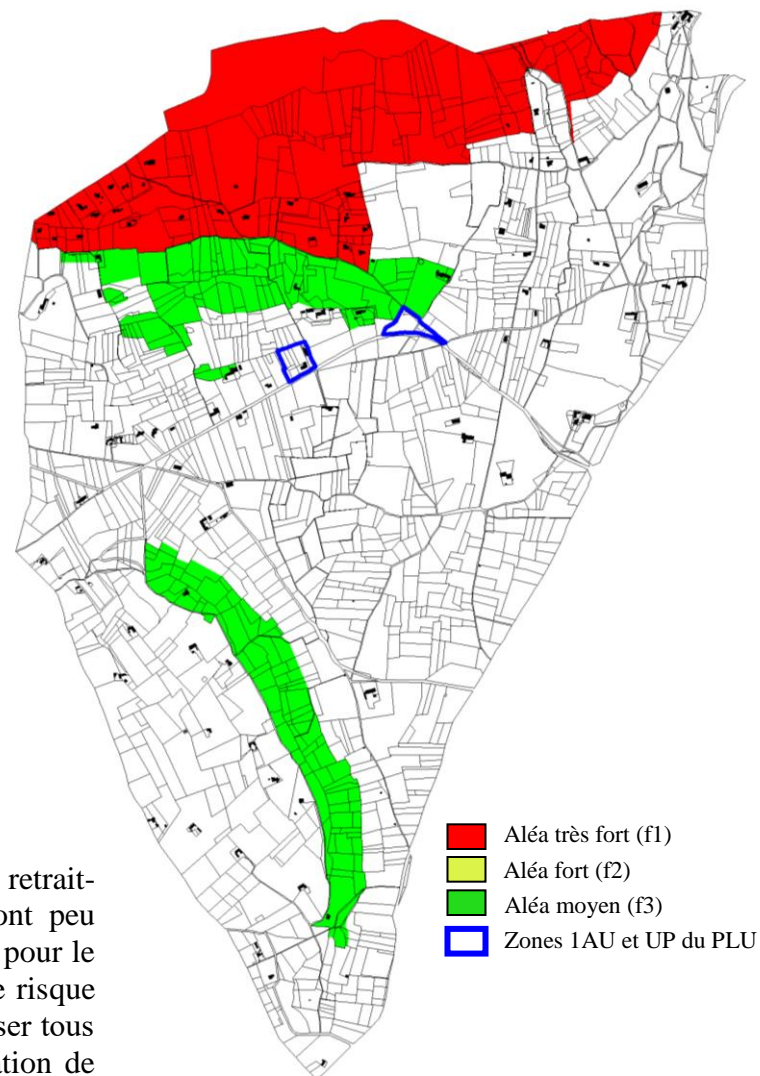 Aléa très fort (f1)
Aléa fort (f2)
Aléa moyen (f3)
Zones 1AU et UP du PLU
retrait-
ont peu
pour le
e risque
ser tous
ation de